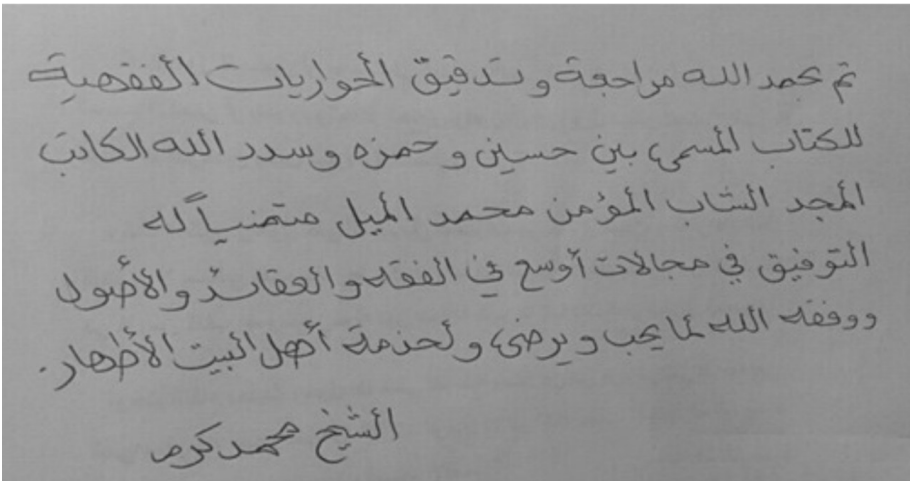 تم بحمد الله مراجعة وتدقيق الحواريات الفقهية
للكتاب المسمى بين حسين وحمزه وسدد الله الكاتب
المجد الشاب المؤمن محمد الميل متمنياً له
التوفيق في مجالات أوسع في الفقه والعقائد والأصول
ووفقه الله لما يحب ويرضى ولخدمة أهل البيت الأطهار.
الشيخ محمد كرم